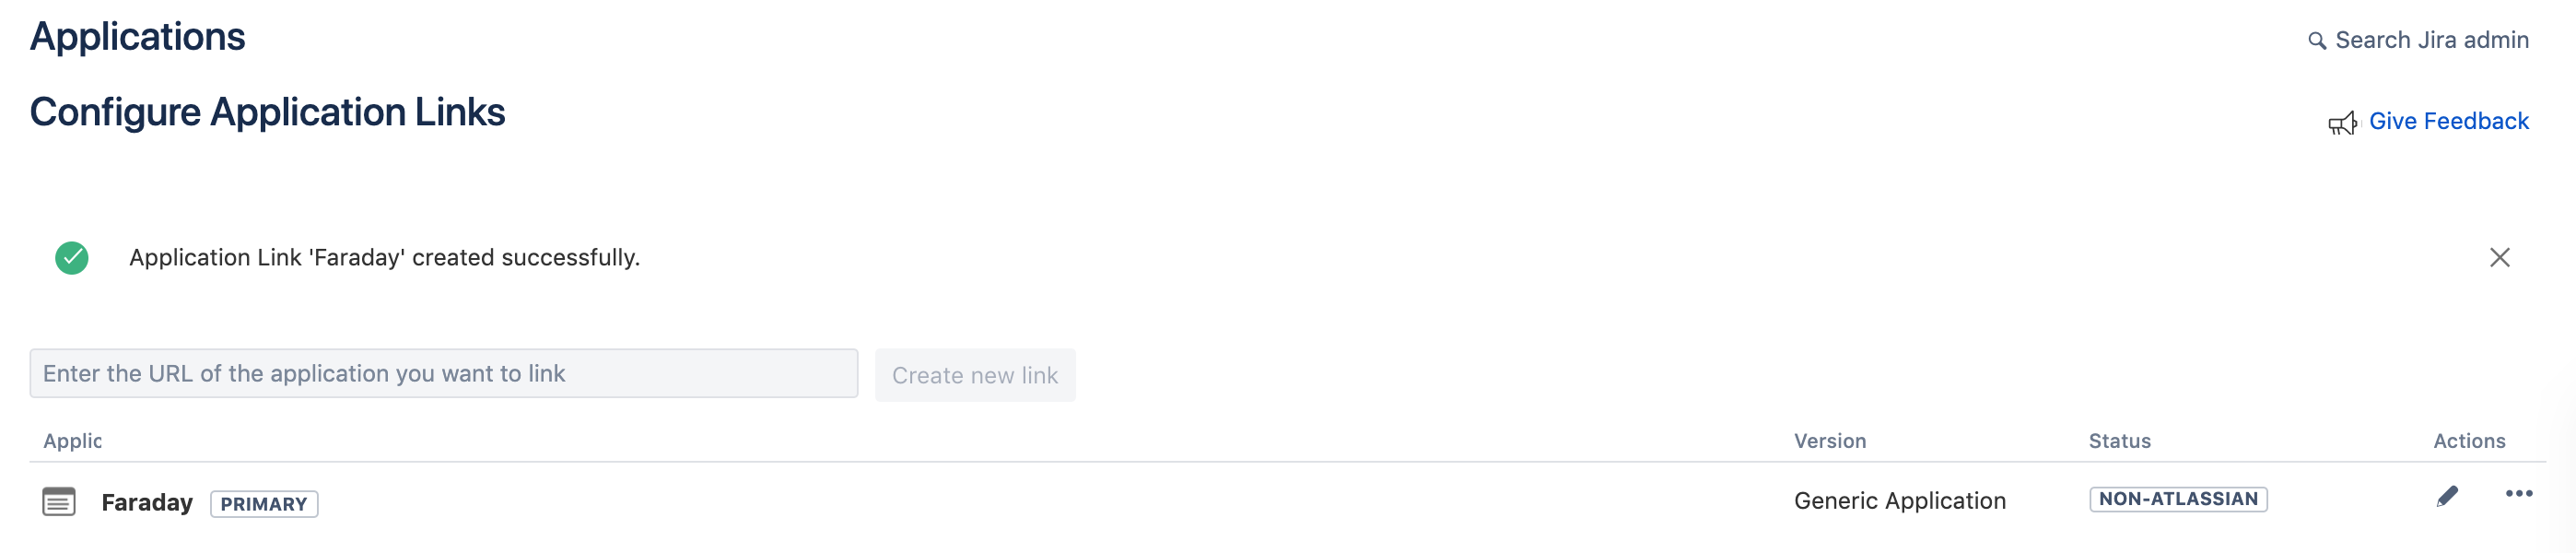 Applications
Search Jira admin
Configure Application Links
Give Feedback
Application Link 'Faraday' created successfully.
Enter the URL of the application you want to link
Create new link
Applic Version Status Actions
Faraday PRIMARY Generic Application NON-ATLASSIAN